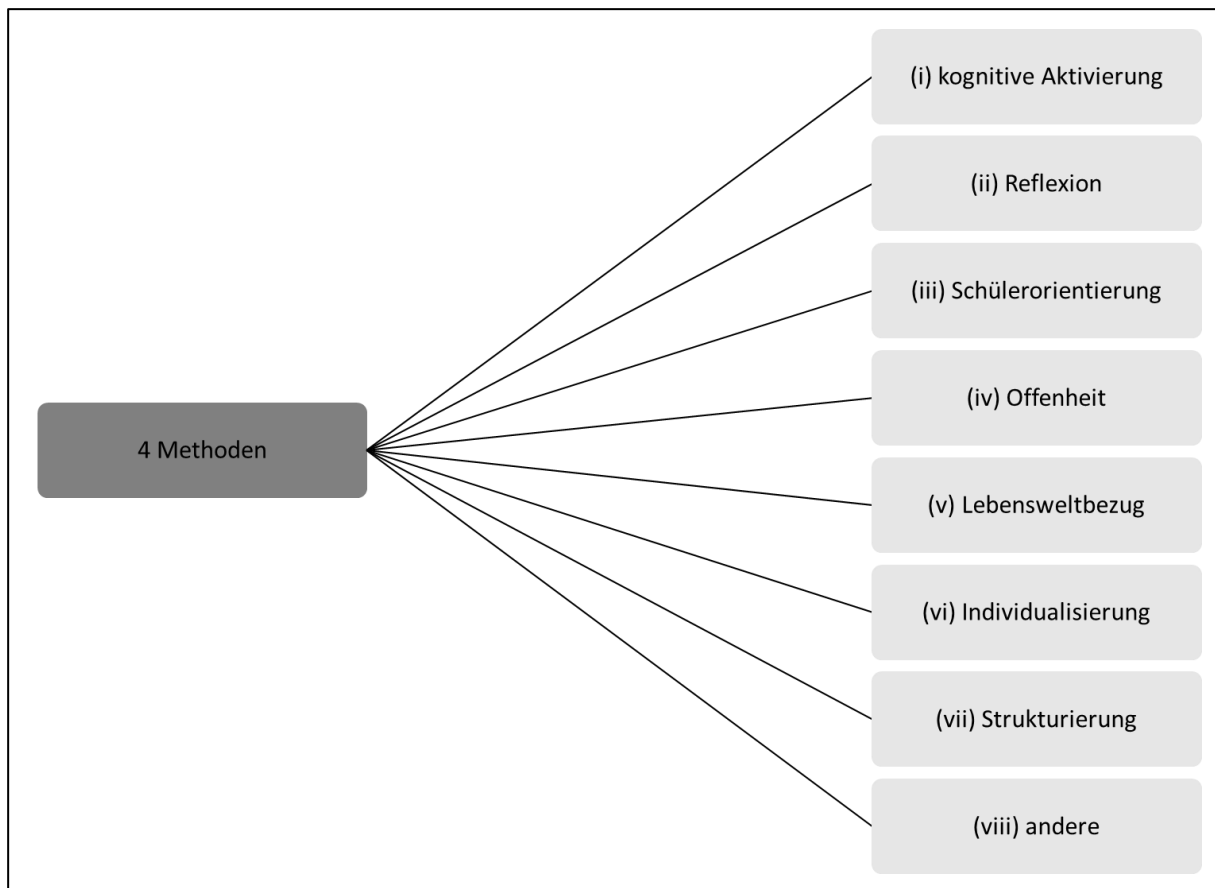 (i) kognitive Aktivierung
(ii) Reflexion
(iii) Schülerorientierung
(iv) Offenheit
4 Methoden
(v) Lebensweltbezug
(vi) Individualisierung
(vii) Strukturierung
(viii) andere